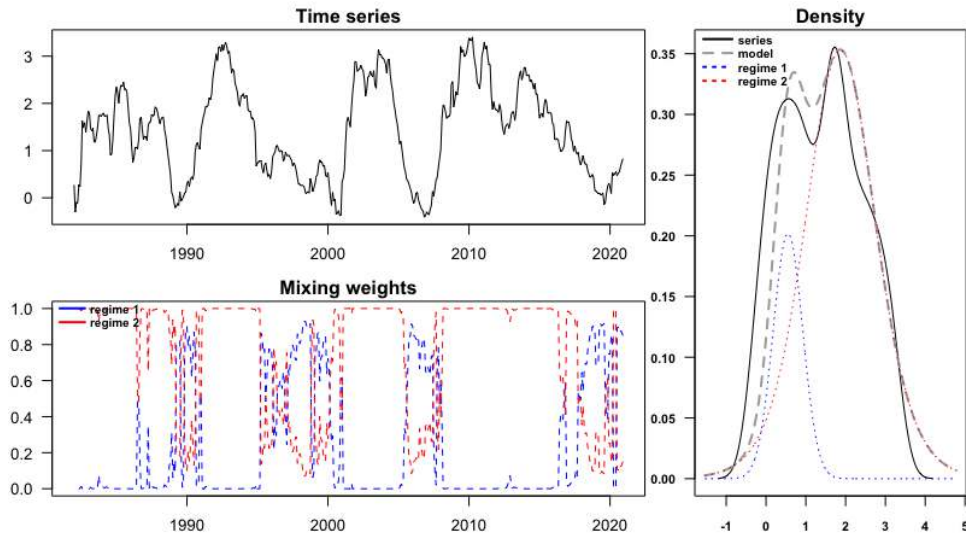 Time series
3
2
1
0
1990
2000
2010
2020
Mixing weights
1.0
0.8
0.6
0.4
0.2
0.0
regime 1
regime 2
1990
2000
2010
2020
Density
0.35
0.30
0.25
0.20
0.15
0.10
0.05
0.00
series
model
regime 1
regime 2
-1 0 1 2 3 4 5